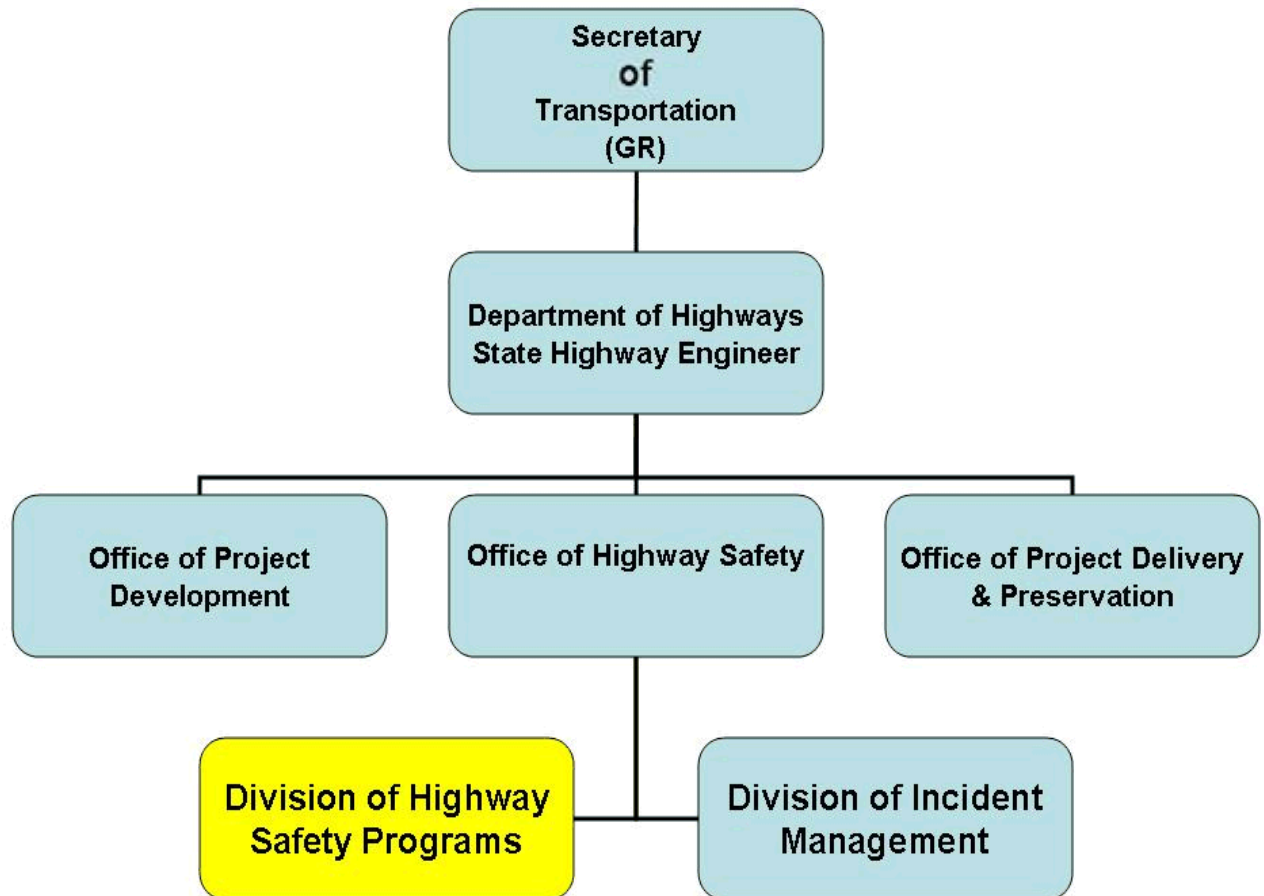 Secretary
of
Transportation
(GR)
Department of Highways
State Highway Engineer
Office of Project
Development
Office of Highway Safety
Office of Project Delivery
& Preservation
Division of Highway
Safety Programs
Division of Incident
Management